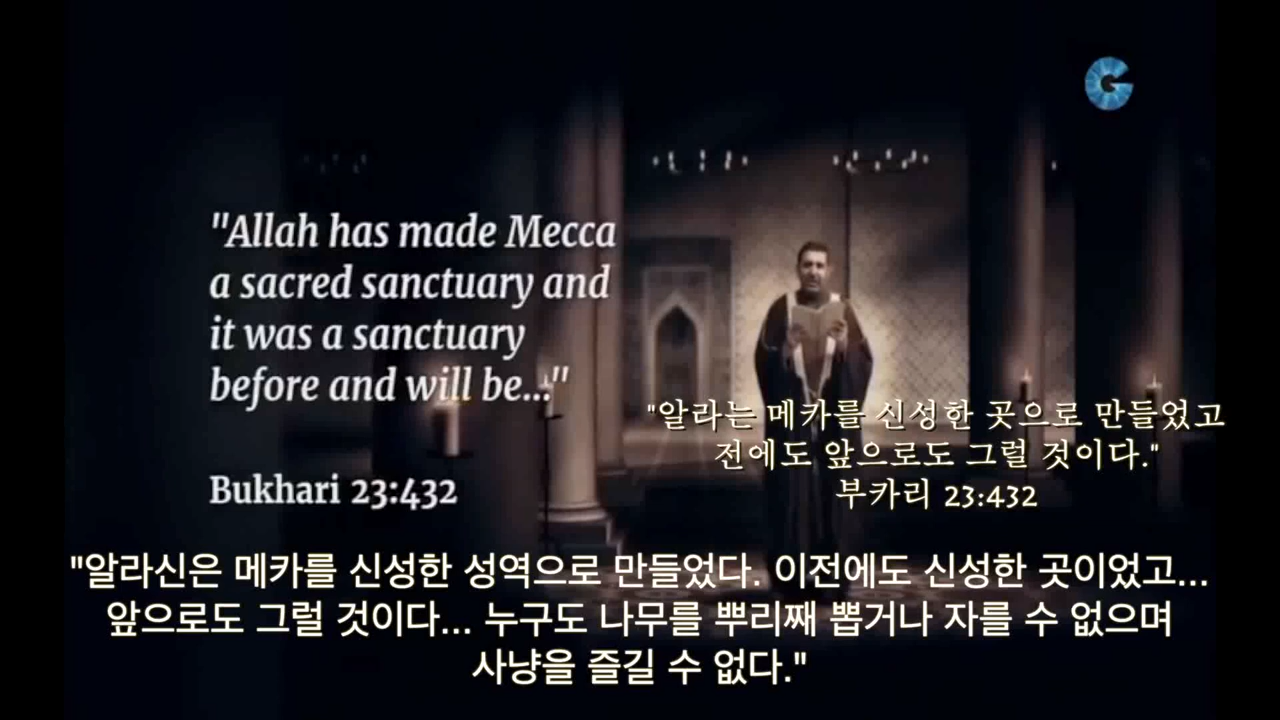 "Allah has made Mecca
a sacred sanctuary and
it was a sanctuary
before and will be..."
Bukhari 23:432
"알라는 메카를 신성한 곳으로 만들었고
전에도 앞으로도 그럴 것이다."
부카리 23:432
"알라신은 메카를 신성한 성역으로 만들었다. 이전에도 신성한 곳이었고...
앞으로도 그럴 것이다... 누구도 나무를 뿌리째 뽑거나 자를 수 없으며
사냥을 즐길 수 없다."